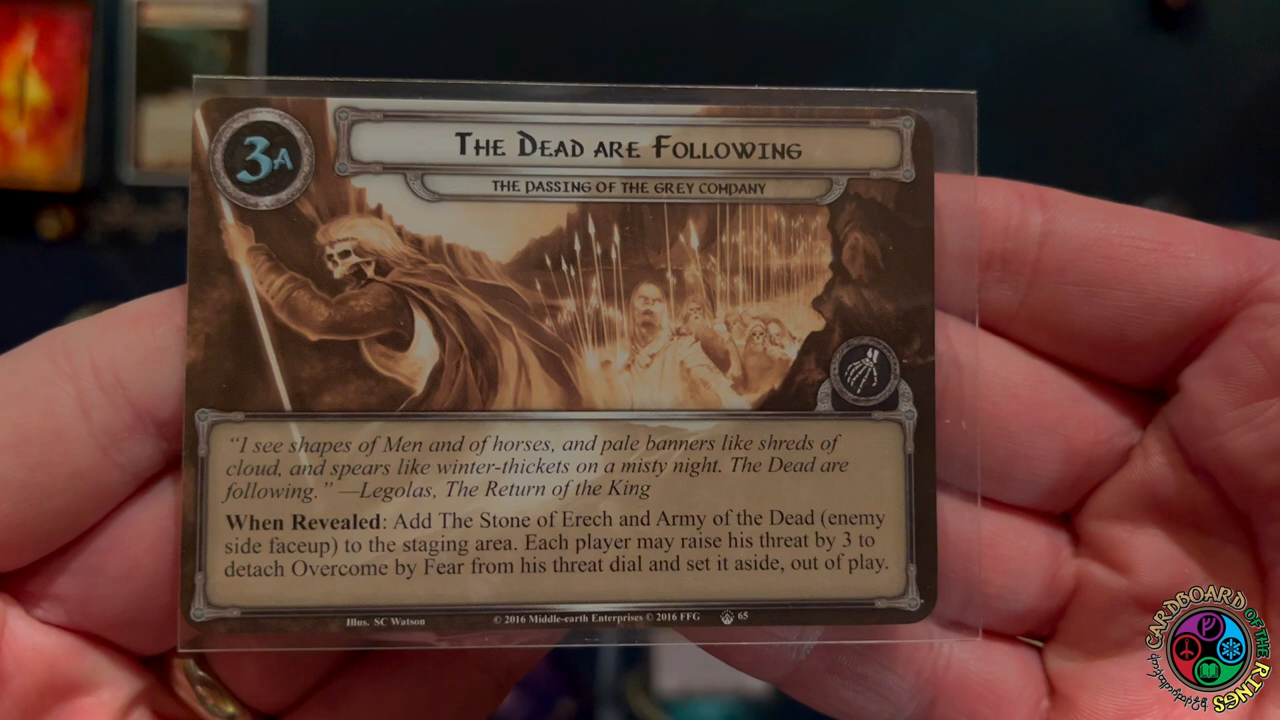 3A
The Dead are Following
The Passing of the Grey Company
"I see shapes of Men and of horses, and pale banners like shreds of
cloud, and spears like winter-thickets on a misty night. The Dead are
following." —Legolas, The Return of the King
When Revealed: Add The Stone of Erech and Army of the Dead (enemy
side faceup) to the staging area. Each player may raise his threat by 3 to
detach Overcome by Fear from his threat dial and set it aside, out of play.
Illus. SC Watson © 2016 Middle-earth Enterprises © 2016 FFG 65
CARDBOARD OF THE RINGS